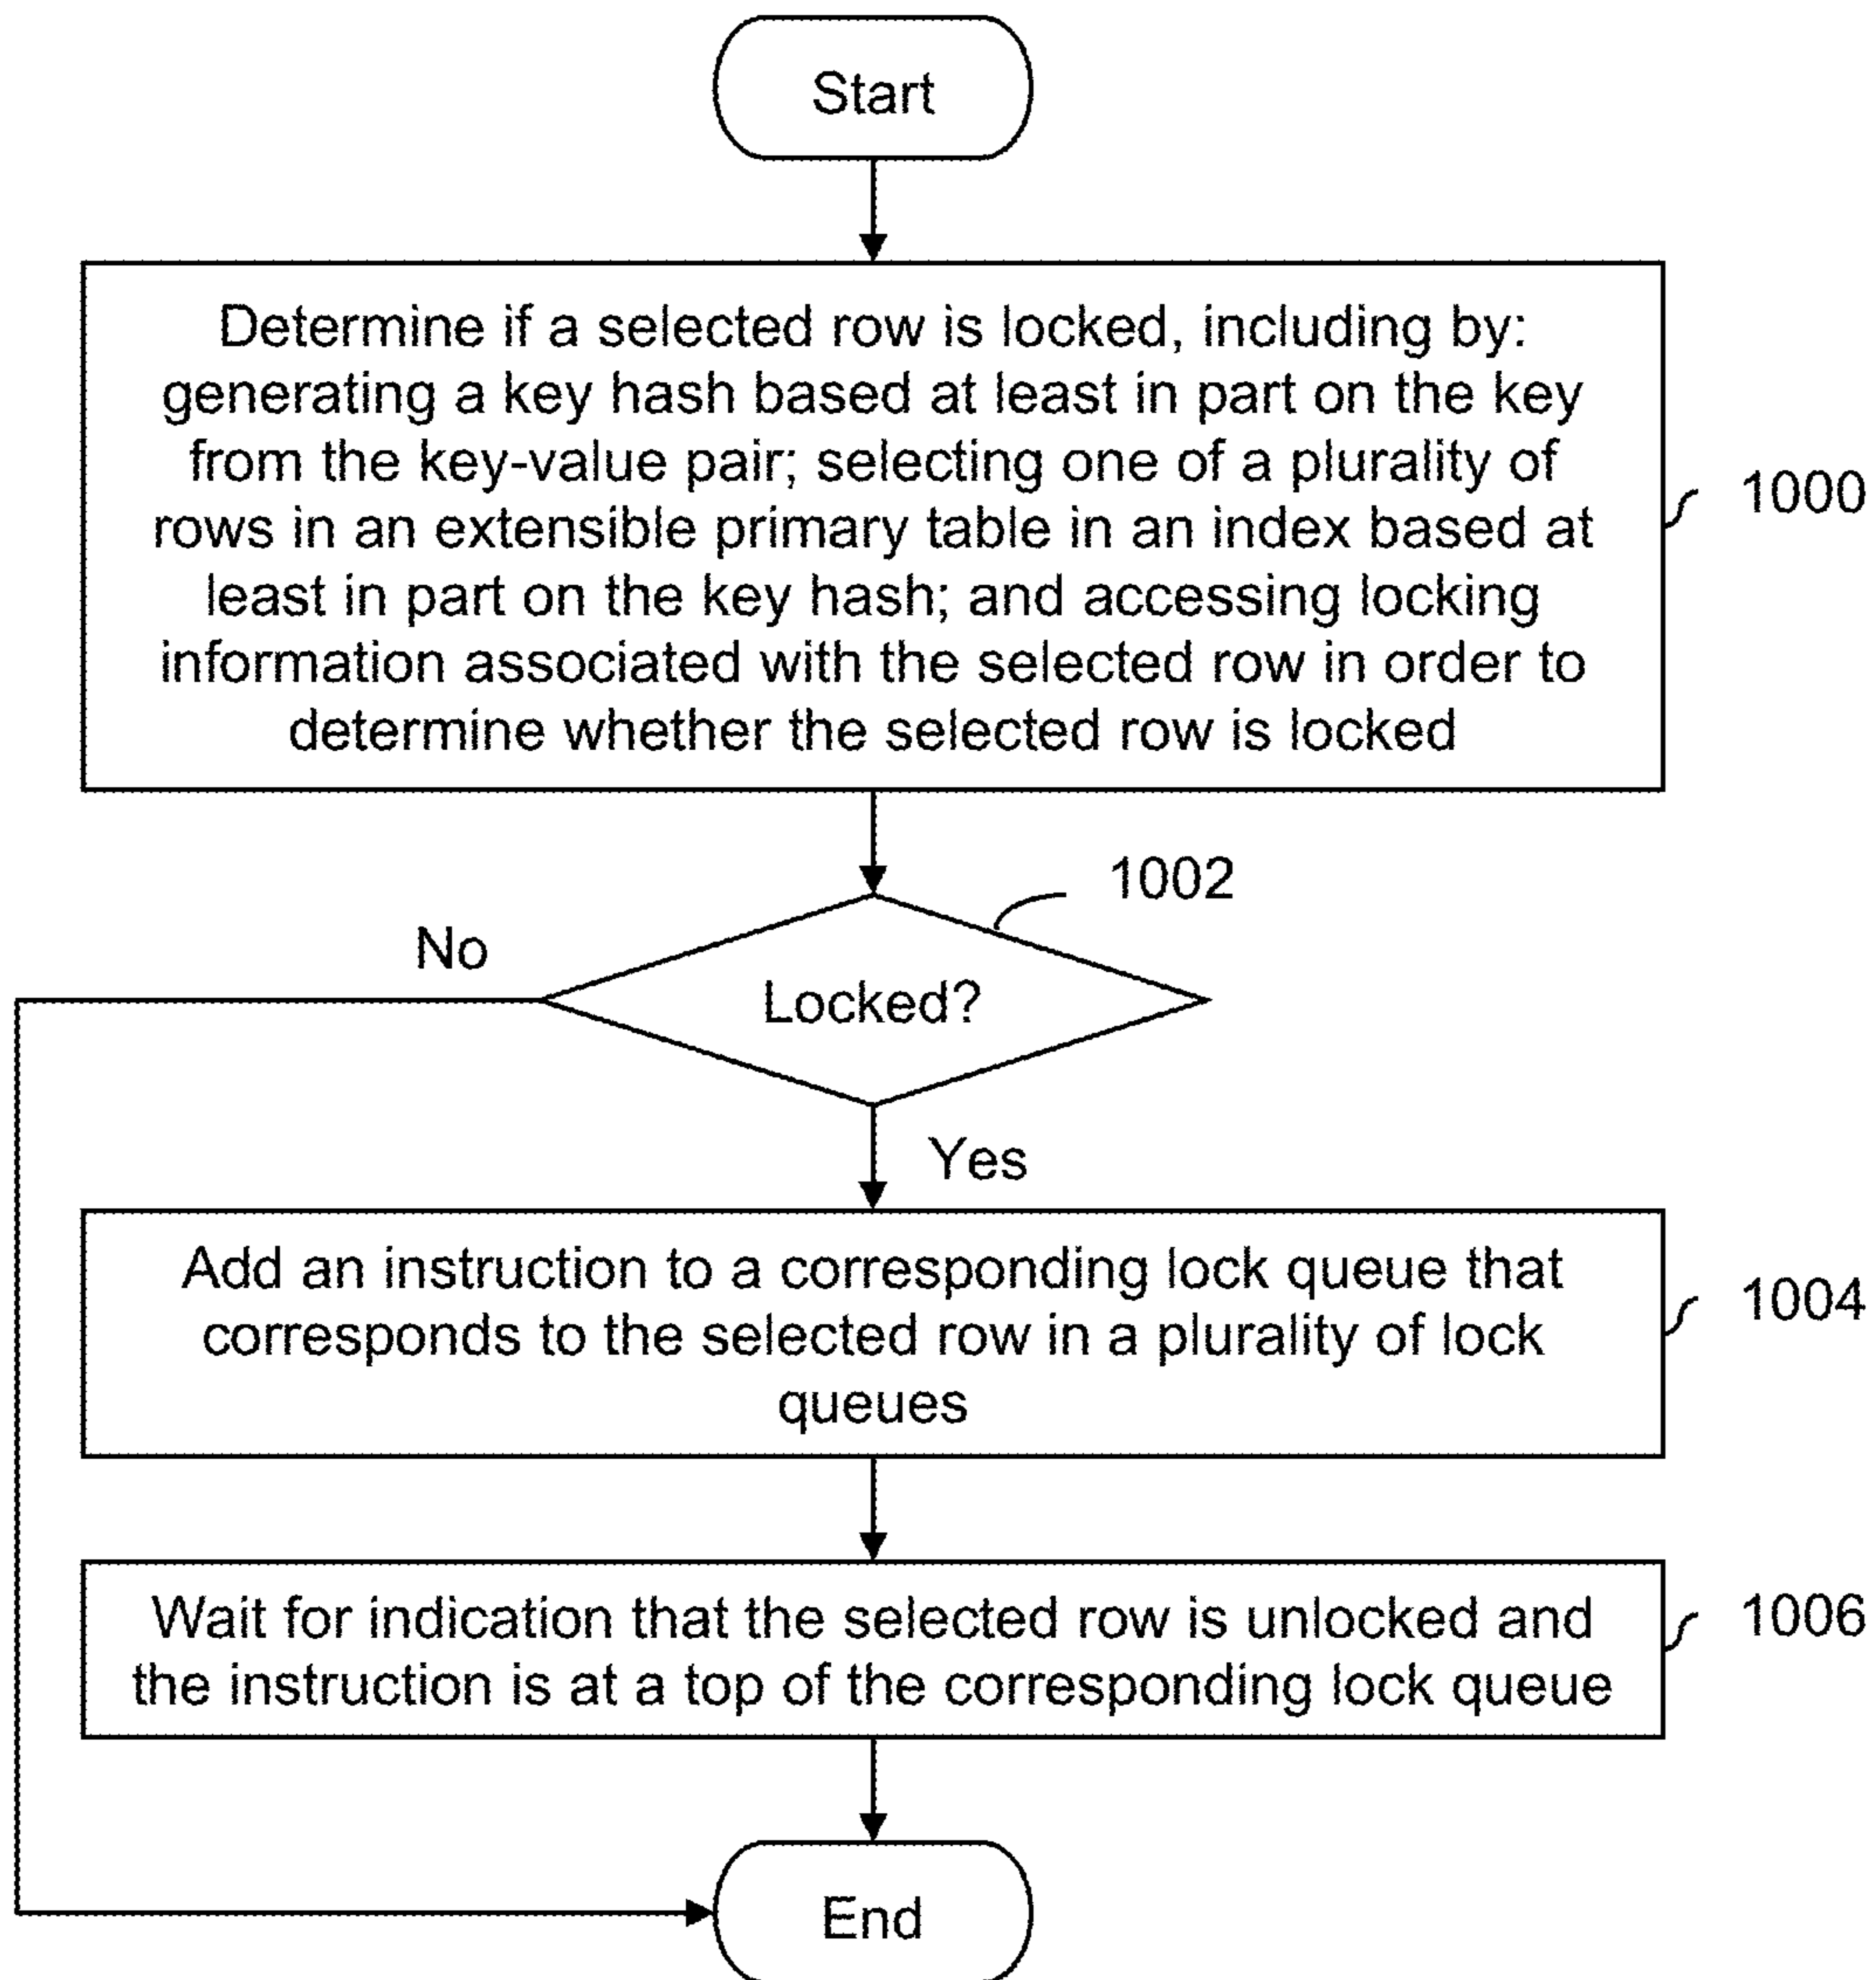 Start
Determine if a selected row is locked, including by:
generating a key hash based at least in part on the key
from the key-value pair; selecting one of a plurality of
rows in an extensible primary table in an index based at
least in part on the key hash; and accessing locking
information associated with the selected row in order to
determine whether the selected row is locked
1000
1002
No
Locked?
Yes
Add an instruction to a corresponding lock queue that
corresponds to the selected row in a plurality of lock
queues
1004
Wait for indication that the selected row is unlocked and
the instruction is at a top of the corresponding lock queue
1006
End